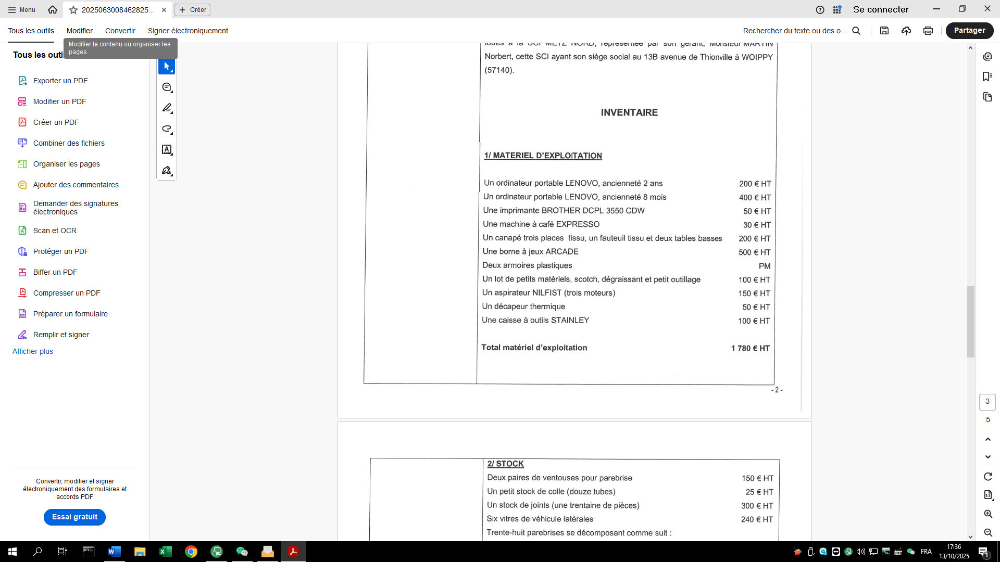 Menu
2025063008462825...
Créer
Se connecter
Tous les outils
Modifier
Convertir
Signer électroniquement
Rechercher du texte ou des o...
Partager
Modifier le contenu ou organiser les
pages
Tous les outi
Exporter un PDF
Modifier un PDF
Créer un PDF
Combiner des fichiers
Organiser les pages
Ajouter des commentaires
Demander des signatures
électroniques
Scan et OCR
Protéger un PDF
Biffer un PDF
Compresser un PDF
Préparer un formulaire
Remplir et signer
Afficher plus
Convertir, modifier et signer
électroniquement des formulaires et
accords PDF
Essai gratuit
loués à la SCI METZ NORD, représentée par son gérant, Monsieur MARTIN
Norbert, cette SCI ayant son siège social au 13B avenue de Thionville à WOIPPY
(57140).
INVENTAIRE
1/ MATERIEL D'EXPLOITATION
Un ordinateur portable LENOVO, ancienneté 2 ans 200 € HT
Un ordinateur portable LENOVO, ancienneté 8 mois 400 € HT
Une imprimante BROTHER DCPL 3550 CDW 50 € HT
Une machine à café EXPRESSO 30 € HT
Un canapé trois places tissu, un fauteuil tissu et deux tables basses 200 € HT
Une borne à jeux ARCADE 500 € HT
Deux armoires plastiques PM
Un lot de petits matériels, scotch, dégraissant et petit outillage 100 € HT
Un aspirateur NILFIST (trois moteurs) 150 € HT
Un décapeur thermique 50 € HT
Une caisse à outils STAINLEY 100 € HT
Total matériel d'exploitation 1 780 € HT
- 2 -
2/ STOCK
Deux paires de ventouses pour parebrise 150 € HT
Un petit stock de colle (douze tubes) 25 € HT
Un stock de joints (une trentaine de pièces) 300 € HT
Six vitres de véhicule latérales 240 € HT
Trente-huit parebrises se décomposant comme suit :
3
5
FRA
17:36
13/10/2025
1